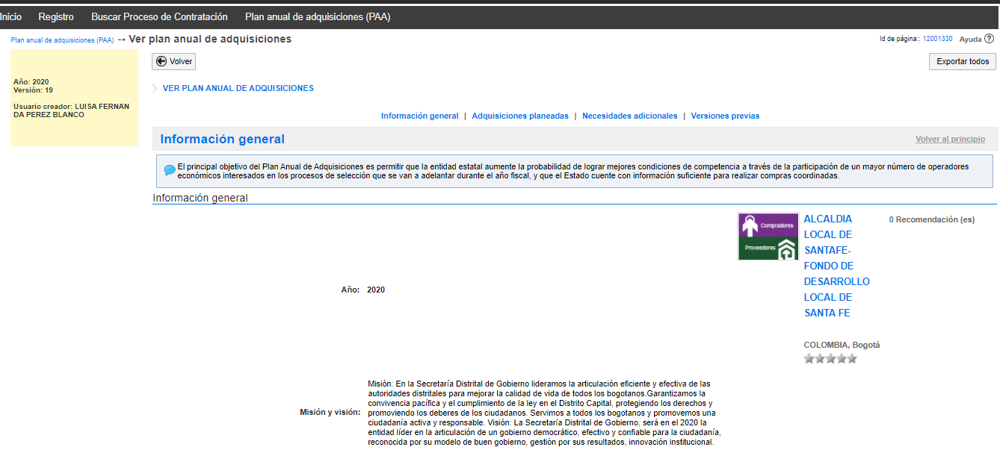 Inicio Registro Buscar Proceso de Contratación Plan anual de adquisiciones (PAA)
Plan anual de adquisiciones (PAA) → Ver plan anual de adquisiciones
Id de página:: 12001330 Ayuda ?
Año: 2020
Versión: 19
Usuario creador: LUISA FERNAN
DA PEREZ BLANCO
Volver
Exportar todos
VER PLAN ANUAL DE ADQUISICIONES
Información general | Adquisiciones planeadas | Necesidades adicionales | Versiones previas
Información general
Volver al principio
El principal objetivo del Plan Anual de Adquisiciones es permitir que la entidad estatal aumente la probabilidad de lograr mejores condiciones de competencia a través de la participación de un mayor número de operadores
económicos interesados en los procesos de selección que se van a adelantar durante el año fiscal, y que el Estado cuente con información suficiente para realizar compras coordinadas.
Información general
Compradores
Proveedores
ALCALDIA
LOCAL DE
SANTAFE-
FONDO DE
DESARROLLO
LOCAL DE
SANTA FE
0 Recomendación (es)
Año: 2020
COLOMBIA, Bogotá
Misión y visión:
Misión: En la Secretaría Distrital de Gobierno lideramos la articulación eficiente y efectiva de las
autoridades distritales para mejorar la calidad de vida de todos los bogotanos.Garantizamos la
convivencia pacífica y el cumplimiento de la ley en el Distrito Capital, protegiendo los derechos y
promoviendo los deberes de los ciudadanos. Servimos a todos los bogotanos y promovemos una
ciudadanía activa y responsable. Visión: La Secretaría Distrital de Gobierno, será en el 2020 la
entidad líder en la articulación de un gobierno democrático, efectivo y confiable para la ciudadanía,
reconocida por su modelo de buen gobierno, gestión por sus resultados, innovación institucional.